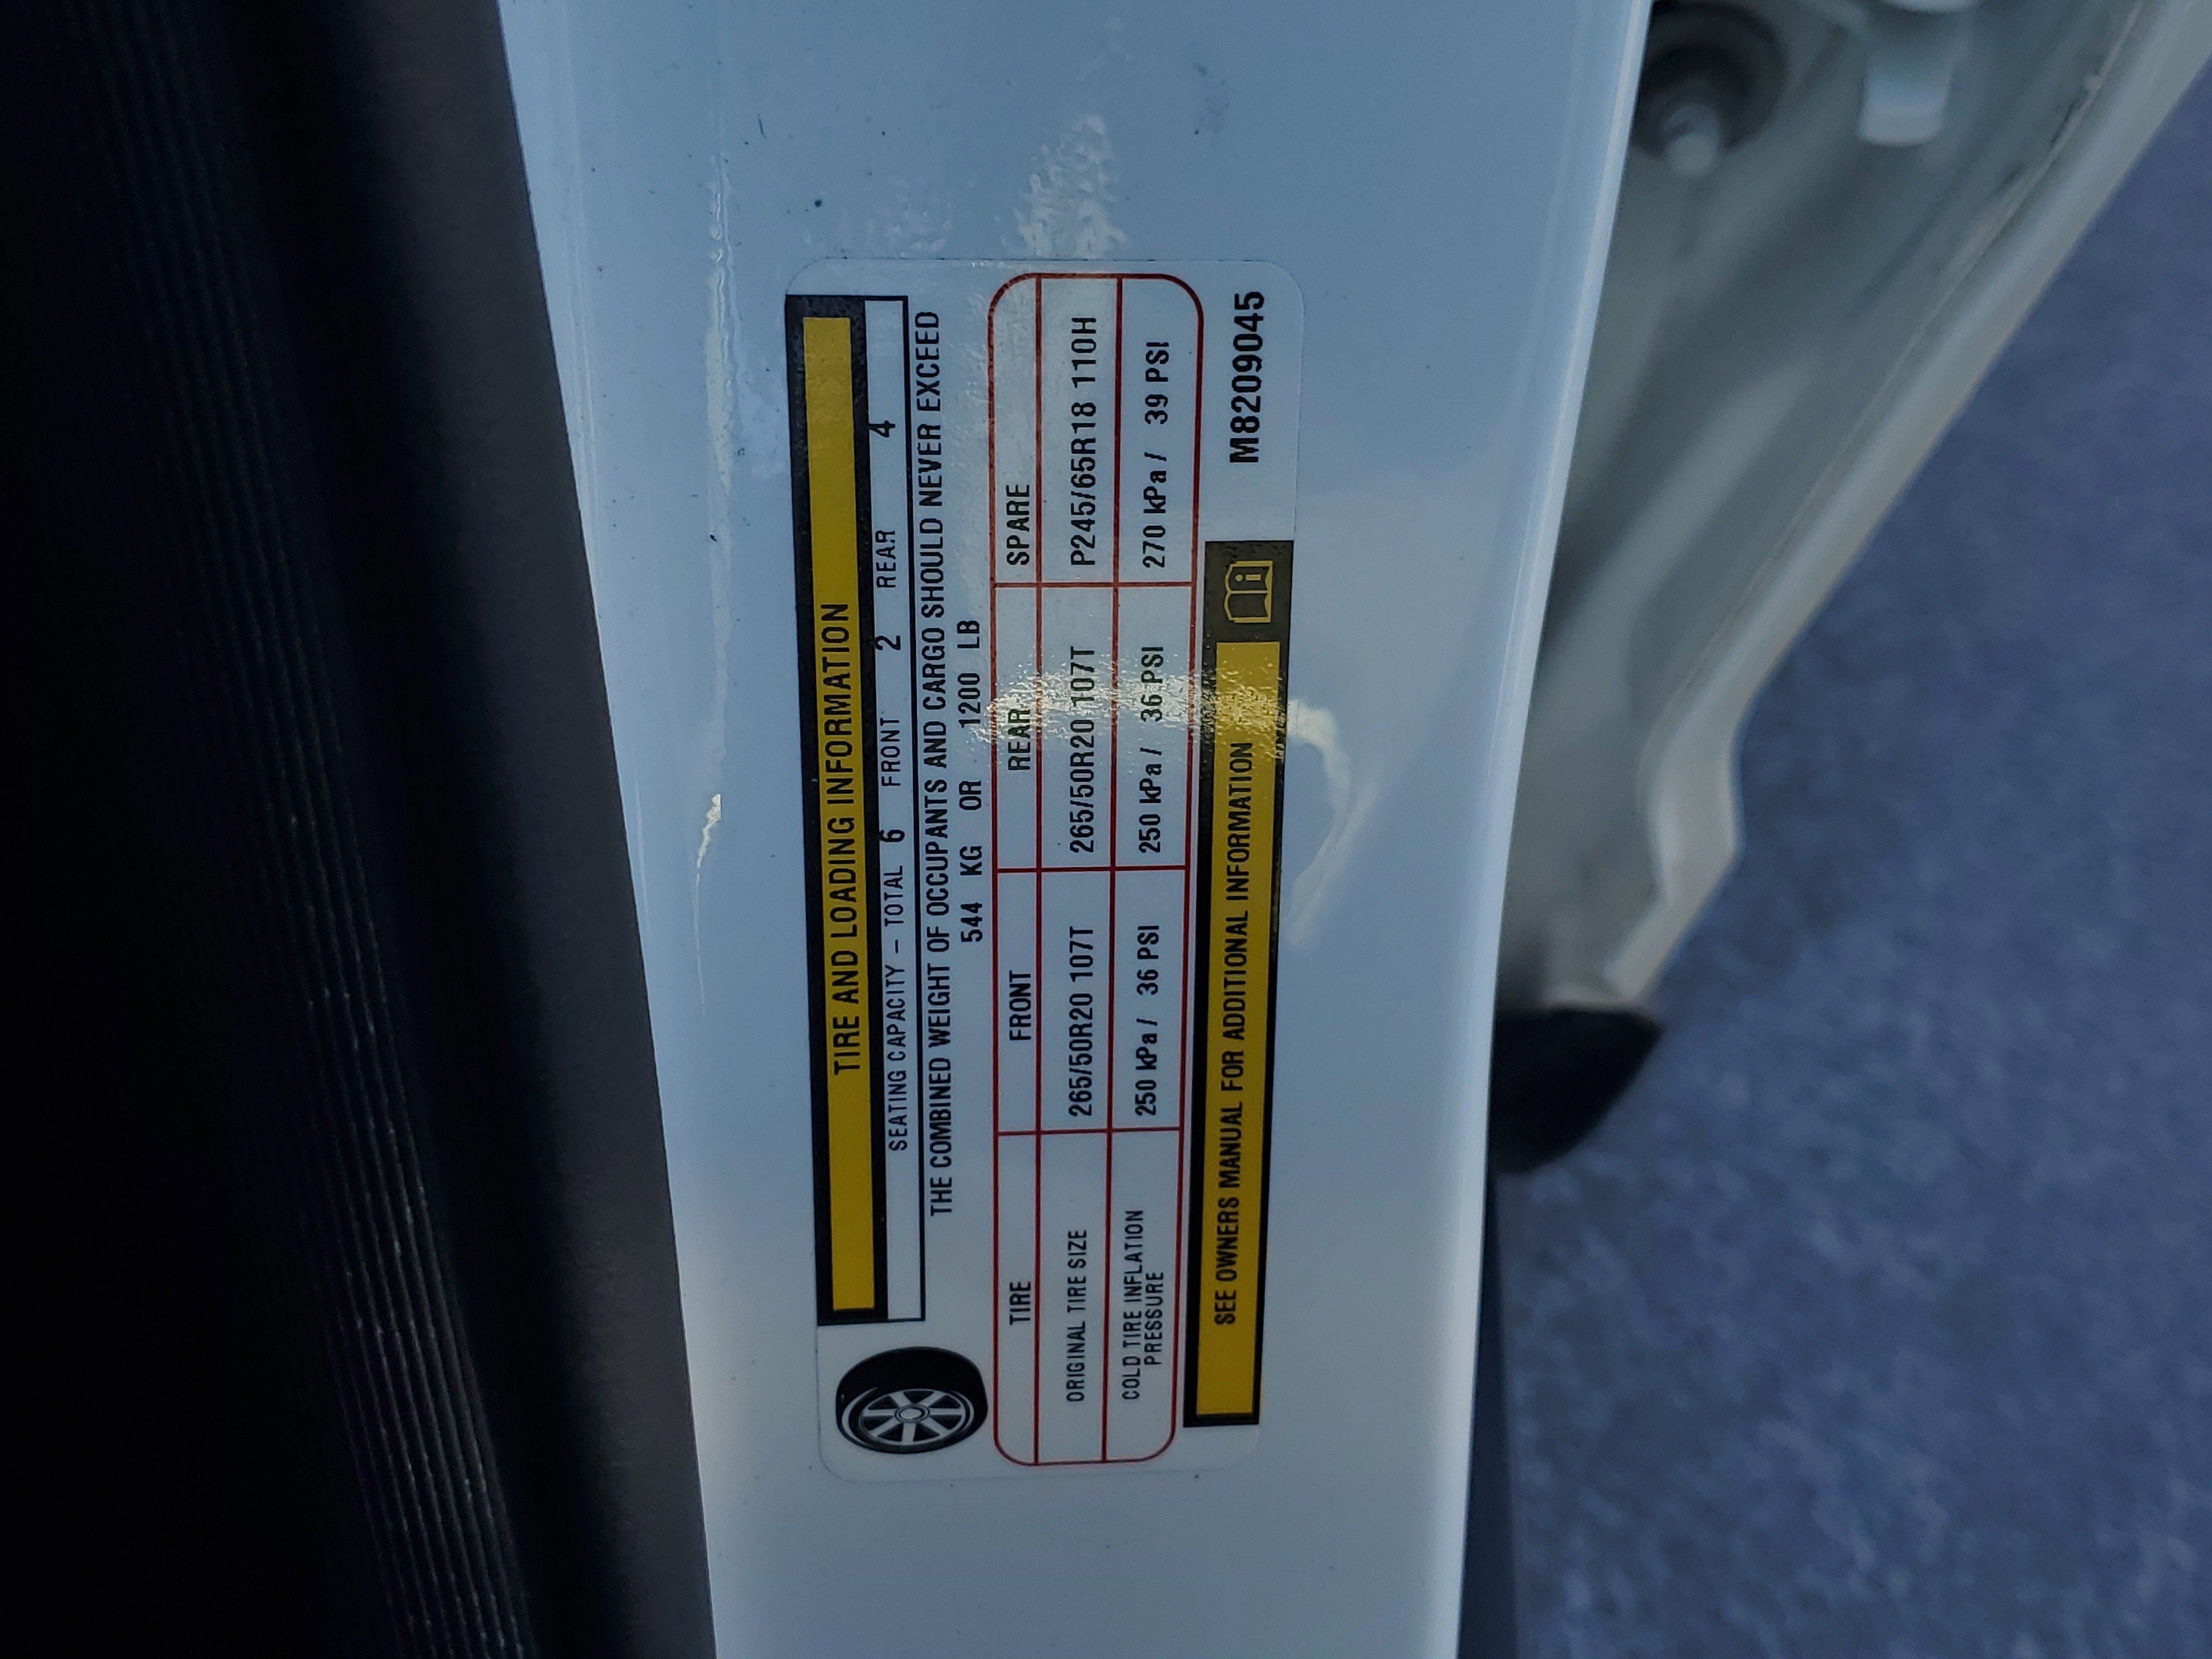 TIRE AND LOADING INFORMATION
SEATING CAPACITY – TOTAL 6 FRONT 2 REAR 4
THE COMBINED WEIGHT OF OCCUPANTS AND CARGO SHOULD NEVER EXCEED
544 KG OR 1200 LB
TIRE FRONT REAR SPARE
ORIGINAL TIRE SIZE 265/50R20 107T 265/50R20 107T P245/65R18 110H
COLD TIRE INFLATION
PRESSURE 250 kPa / 36 PSI 250 kPa / 36 PSI 270 kPa / 39 PSI
SEE OWNERS MANUAL FOR ADDITIONAL INFORMATION
M8209045